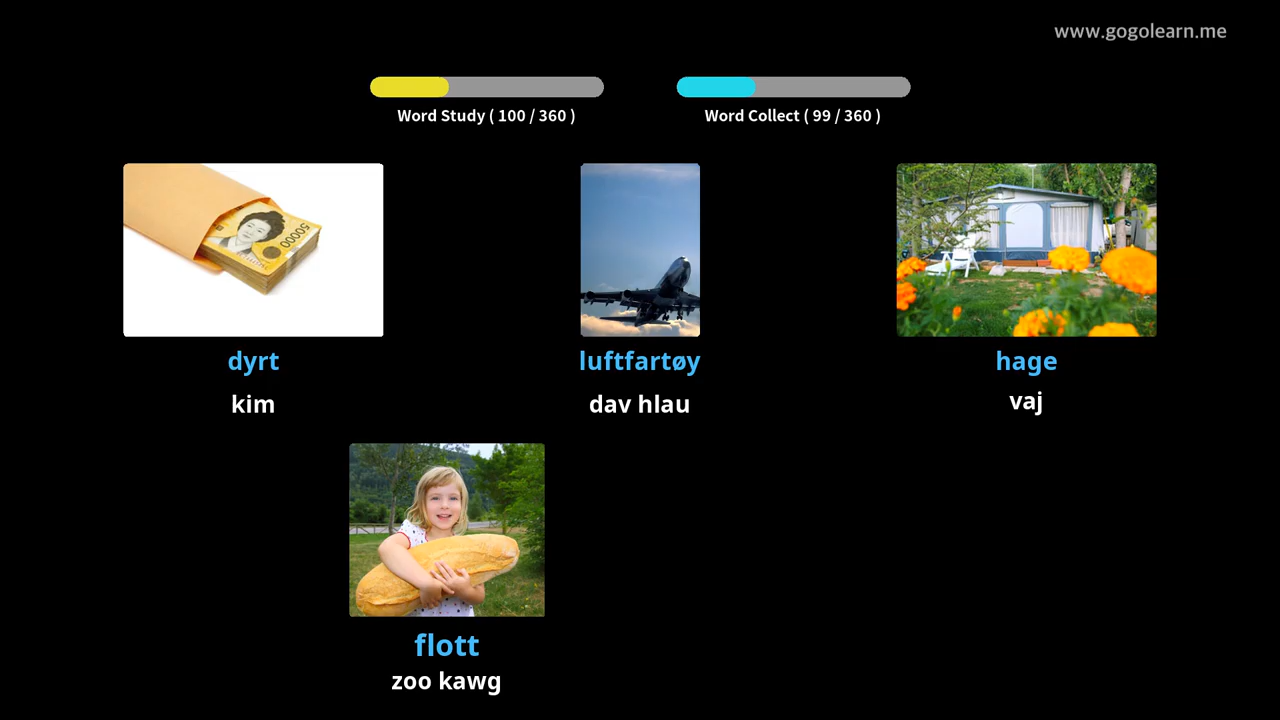 www.gogolearn.me
Word Study ( 100 / 360 )
Word Collect ( 99 / 360 )
50000
dyrt
luftfartøy
hage
kim
dav hlau
vaj
flott
zoo kawg